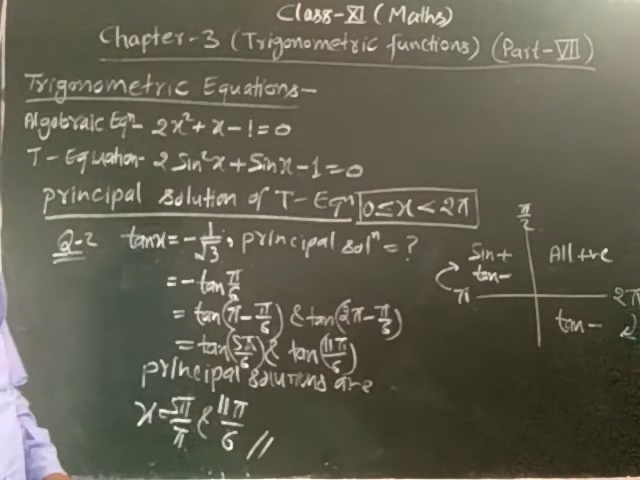 Class-XI (Maths)
Chapter-3 (Trigonometric functions) (Part-VII)
Trigonometric Equations-
Algebraic Eqn- 2x²+x-1=0
T-Equation- 2Sin²x+Sinx-1=0
principal solution of T-Eqn 0≤x<2π
Q-2 tanx=-1/√3, principal solⁿ=?
=-tan π/6
=tan(π-π/6) & tan(2π-π/6)
=tan(5π/6) & tan(11π/6)
principal solutions are
x=5π/π & 11π/6 //
π/2
Sin+ All +ve
tan-
π 2π
tan-